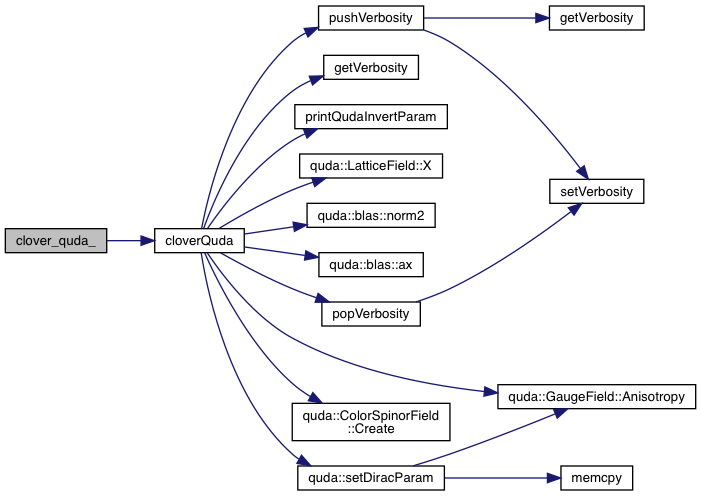 pushVerbosity
getVerbosity
getVerbosity
printQudaInvertParam
quda::LatticeField::X
setVerbosity
quda::blas::norm2
clover_quda_
cloverQuda
quda::blas::ax
popVerbosity
quda::GaugeField::Anisotropy
quda::ColorSpinorField
::Create
quda::setDiracParam
memcpy